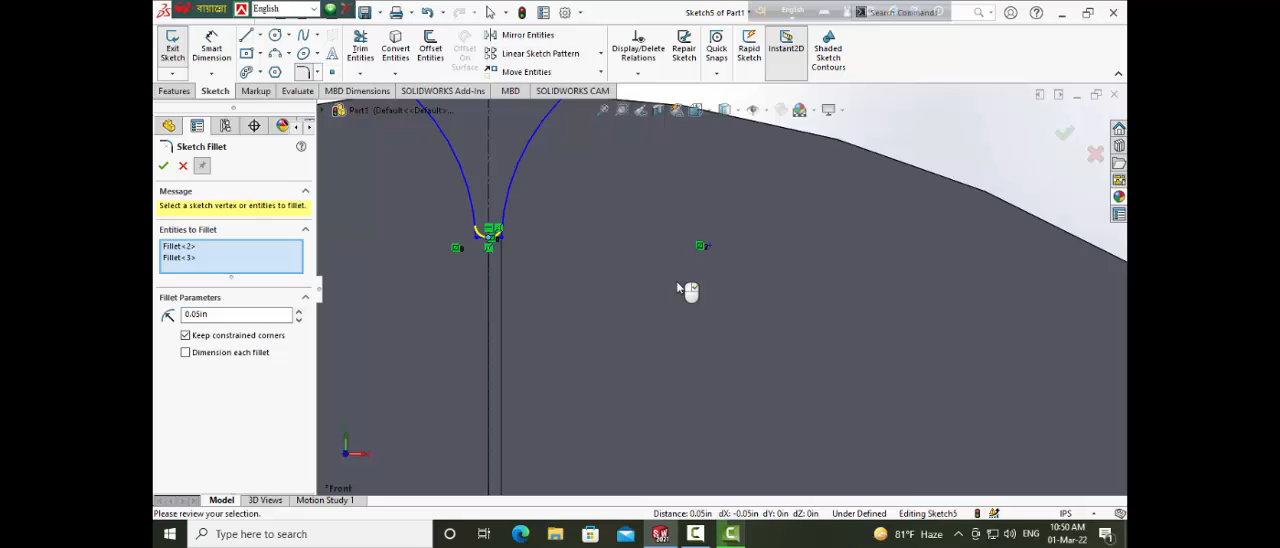 বায়ান্নো
English
Sketch5 of Part1
English
Search Commands
Exit Sketch
Smart Dimension
Trim Entities
Convert Entities
Offset Entities
Offset On Surface
Mirror Entities
Linear Sketch Pattern
Move Entities
Display/Delete Relations
Repair Sketch
Quick Snaps
Rapid Sketch
Instant2D
Shaded Sketch Contours
Features
Sketch
Markup
Evaluate
MBD Dimensions
SOLIDWORKS Add-Ins
MBD
SOLIDWORKS CAM
Part1 (Default<<Default>...
Sketch Fillet
Message
Select a sketch vertex or entities to fillet.
Entities to Fillet
Fillet<2>
Fillet<3>
Fillet Parameters
0.05in
Keep constrained corners
Dimension each fillet
*Front
Model
3D Views
Motion Study 1
Please review your selection.
Distance: 0.05in dX: -0.05in dY: 0in dZ: 0in
Under Defined
Editing Sketch5
IPS
Type here to search
81°F Haze
ENG
10:50 AM
01-Mar-22